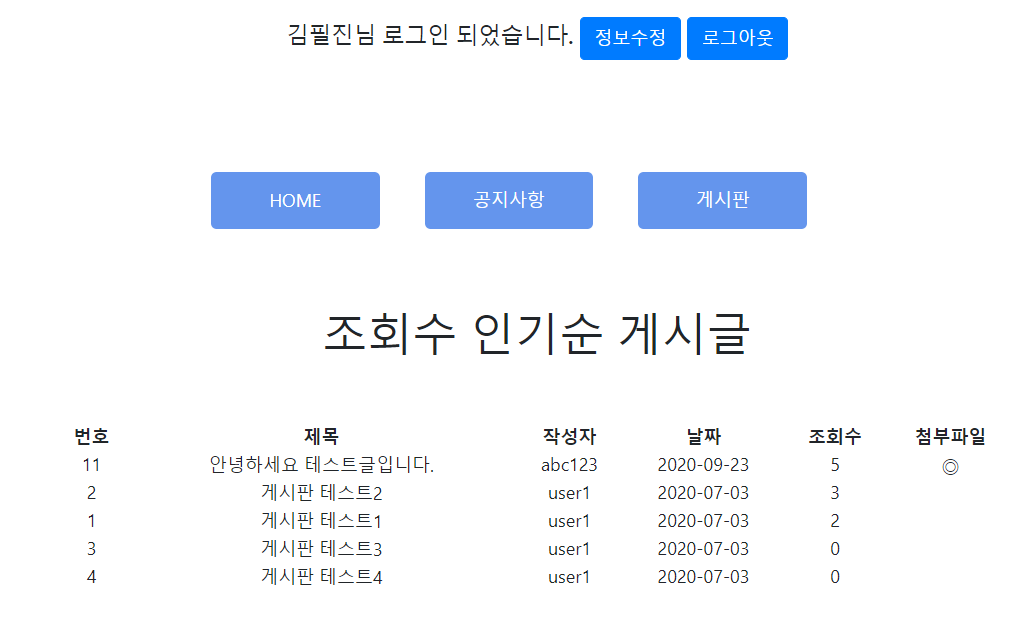 김필진님 로그인 되었습니다. 정보수정 로그아웃
HOME 공지사항 게시판
조회수 인기순 게시글
번호 제목 작성자 날짜 조회수 첨부파일
11 안녕하세요 테스트글입니다. abc123 2020-09-23 5 ◎
2 게시판 테스트2 user1 2020-07-03 3
1 게시판 테스트1 user1 2020-07-03 2
3 게시판 테스트3 user1 2020-07-03 0
4 게시판 테스트4 user1 2020-07-03 0